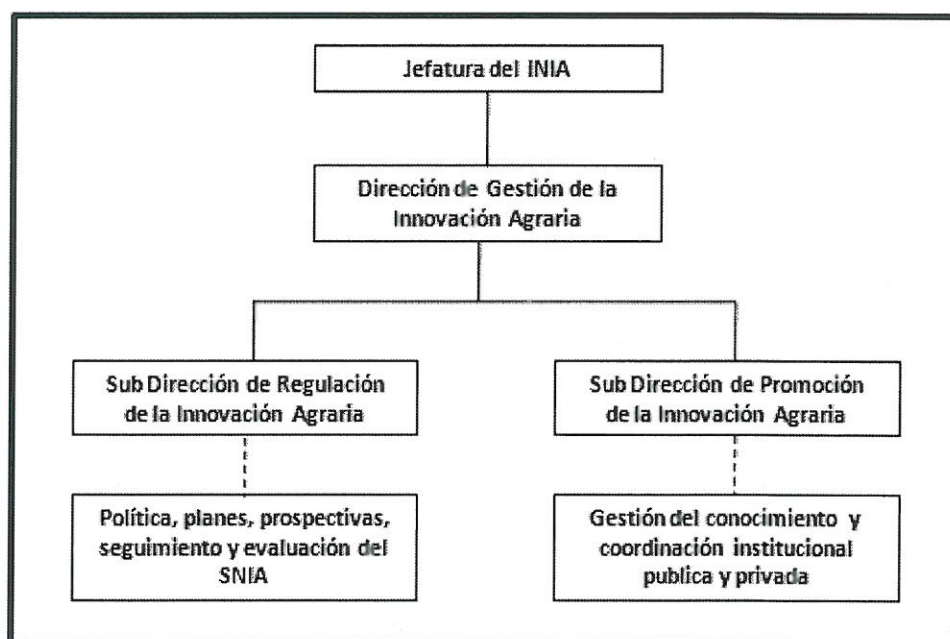 Jefatura del INIA
Dirección de Gestión de la
Innovación Agraria
Sub Dirección de Regulación
de la Innovación Agraria
Sub Dirección de Promoción
de la Innovación Agraria
Política, planes, prospectivas,
seguimiento y evaluación del
SNIA
Gestión del conocimiento y
coordinación institucional
publica y privada